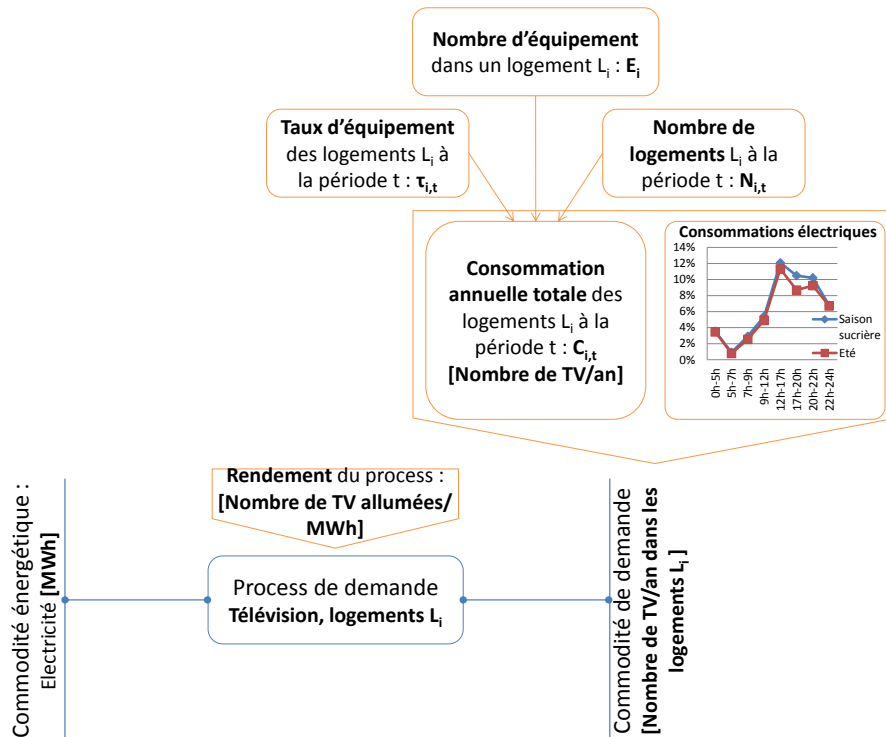 Nombre d'équipement
dans un logement Li : Ei
Taux d'équipement
des logements Li à
la période t : τi,t
Nombre de
logements Li à la
période t : Ni,t
Consommation
annuelle totale des
logements Li à la
période t : Ci,t
[Nombre de TV/an]
Consommations électriques
14%
12%
10%
8%
6%
4%
2%
0%
0h-5h
5h-7h
7h-9h
9h-12h
12h-17h
17h-20h
20h-22h
22h-24h
Saison
sucrière
Eté
Rendement du process :
[Nombre de TV allumées/
MWh]
Commodité énergétique :
Electricité [MWh]
Process de demande
Télévision, logements Li
Commodité de demande
[Nombre de TV/an dans les
logements Li ]